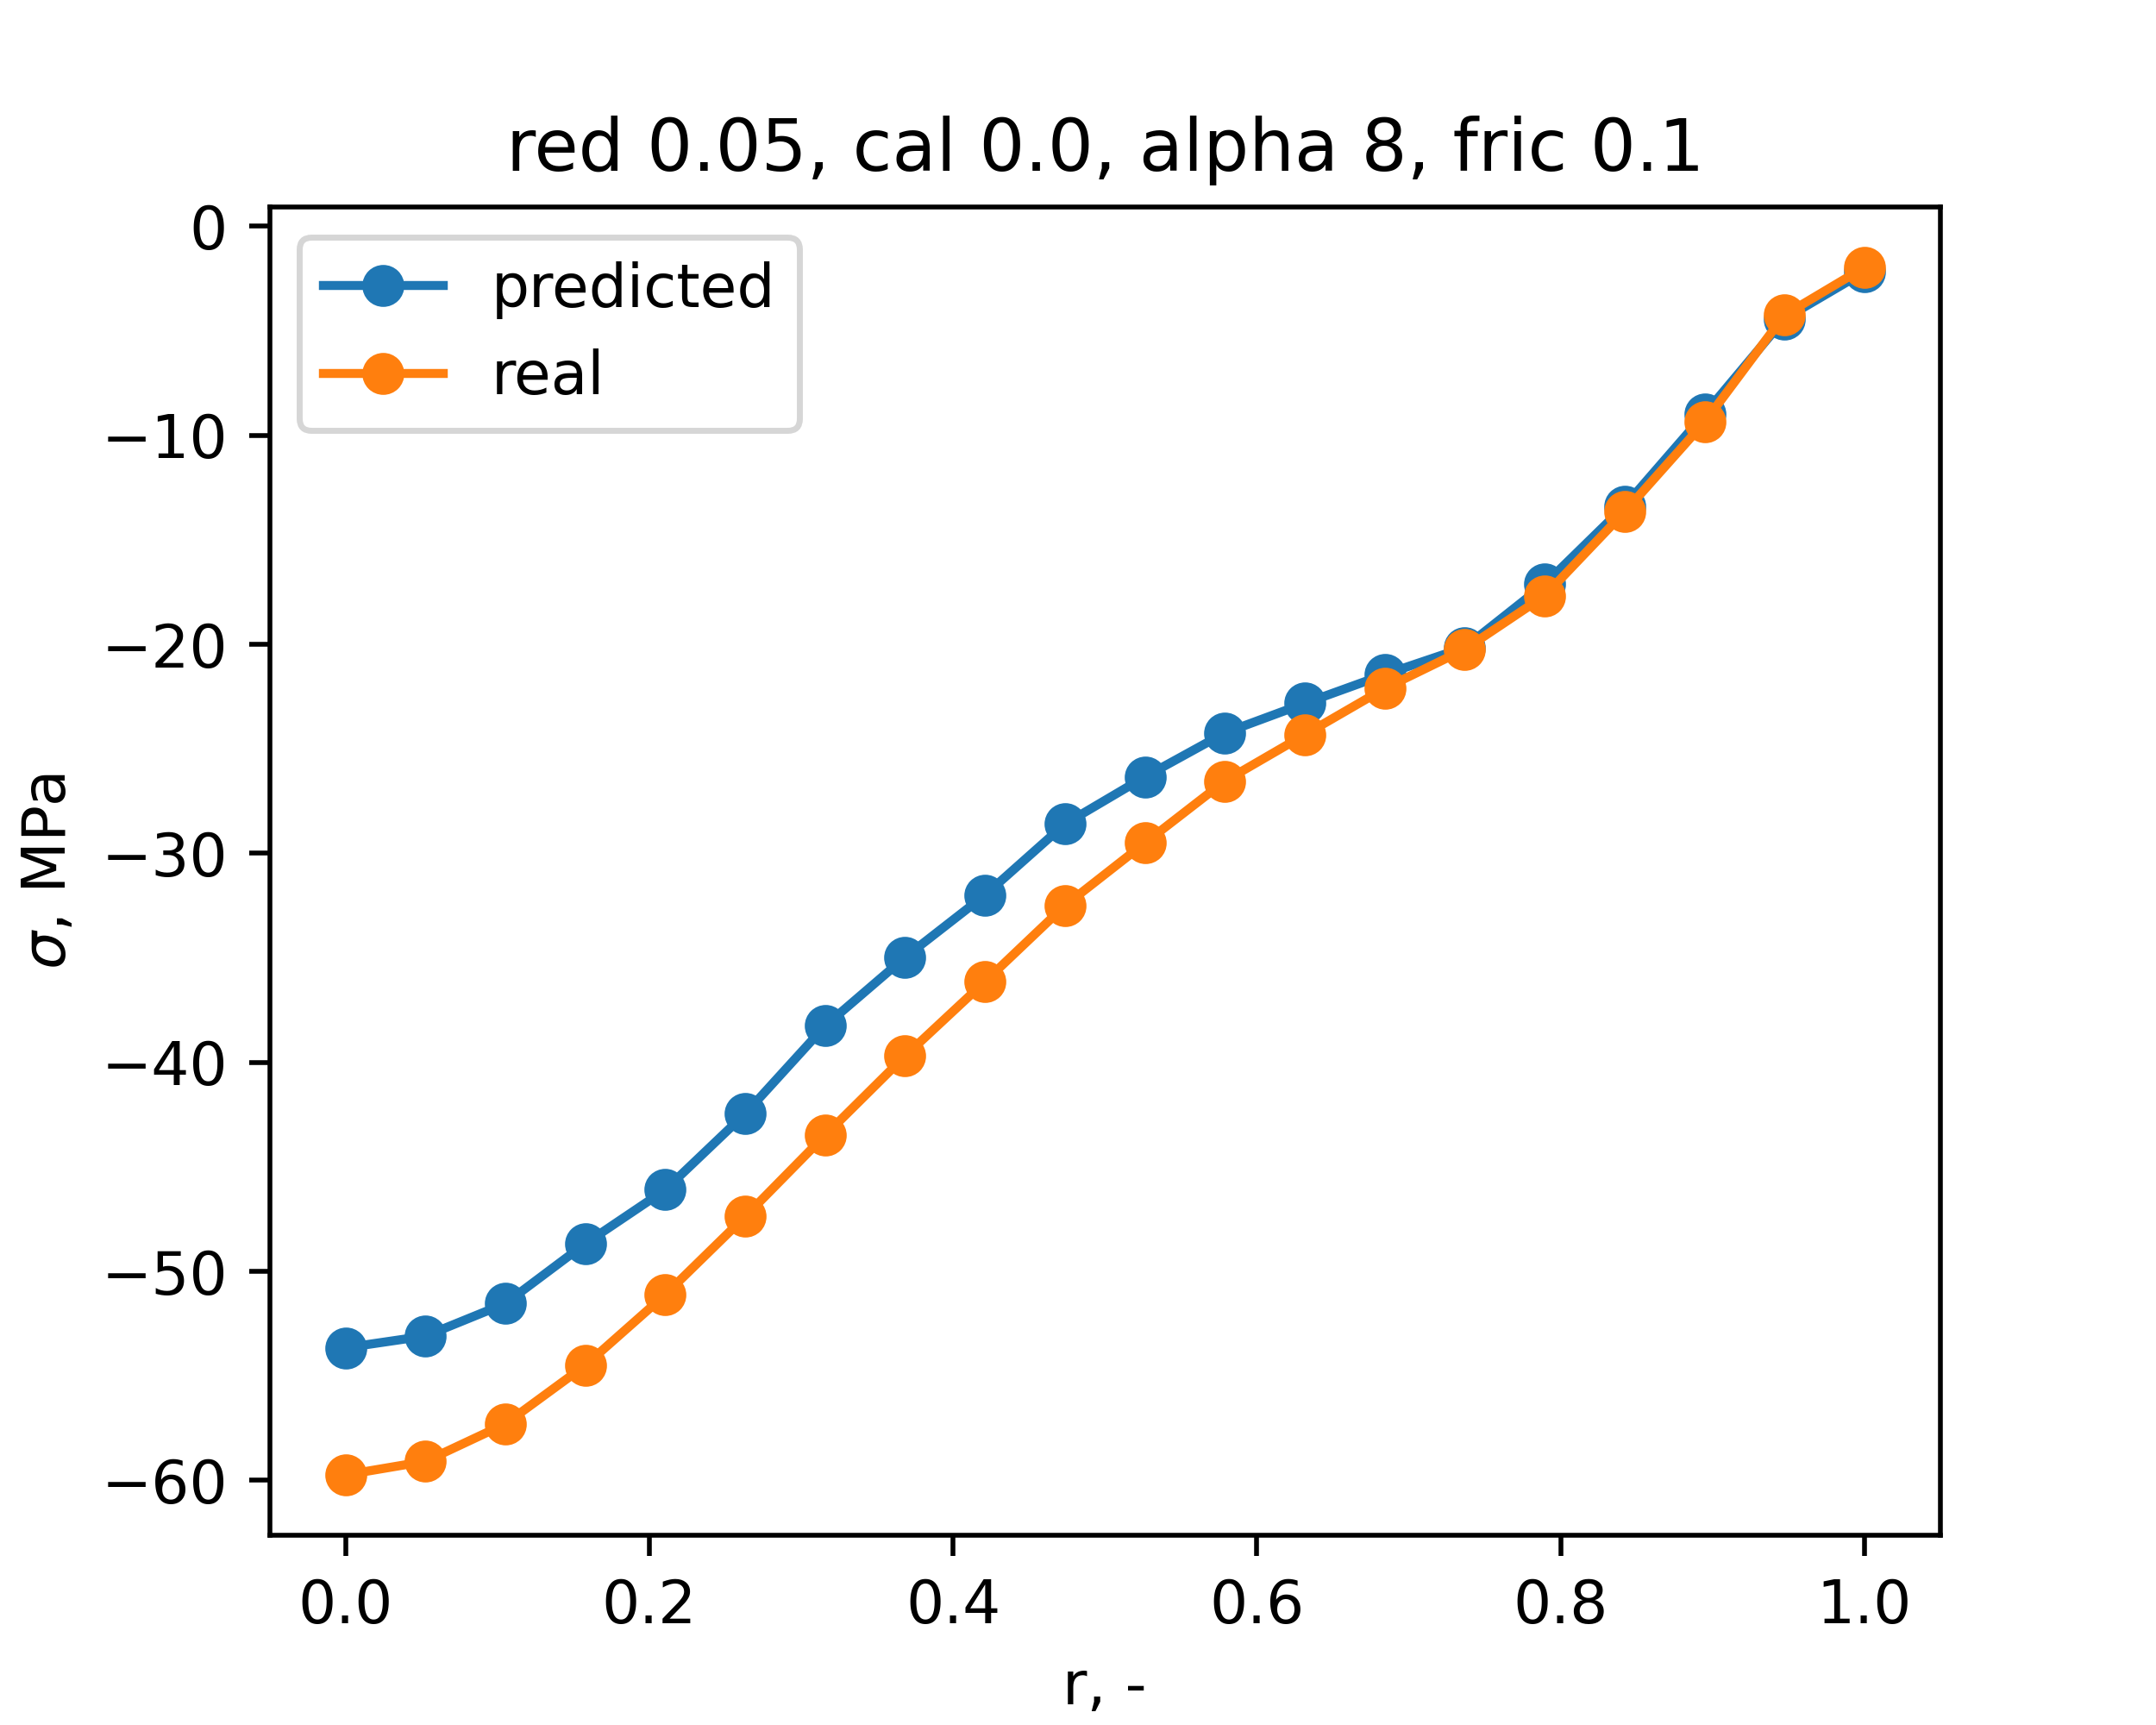 red 0.05, cal 0.0, alpha 8, fric 0.1
predicted
real
0
−10
−20
−30
−40
−50
−60
σ, MPa
0.0 0.2 0.4 0.6 0.8 1.0
r, -